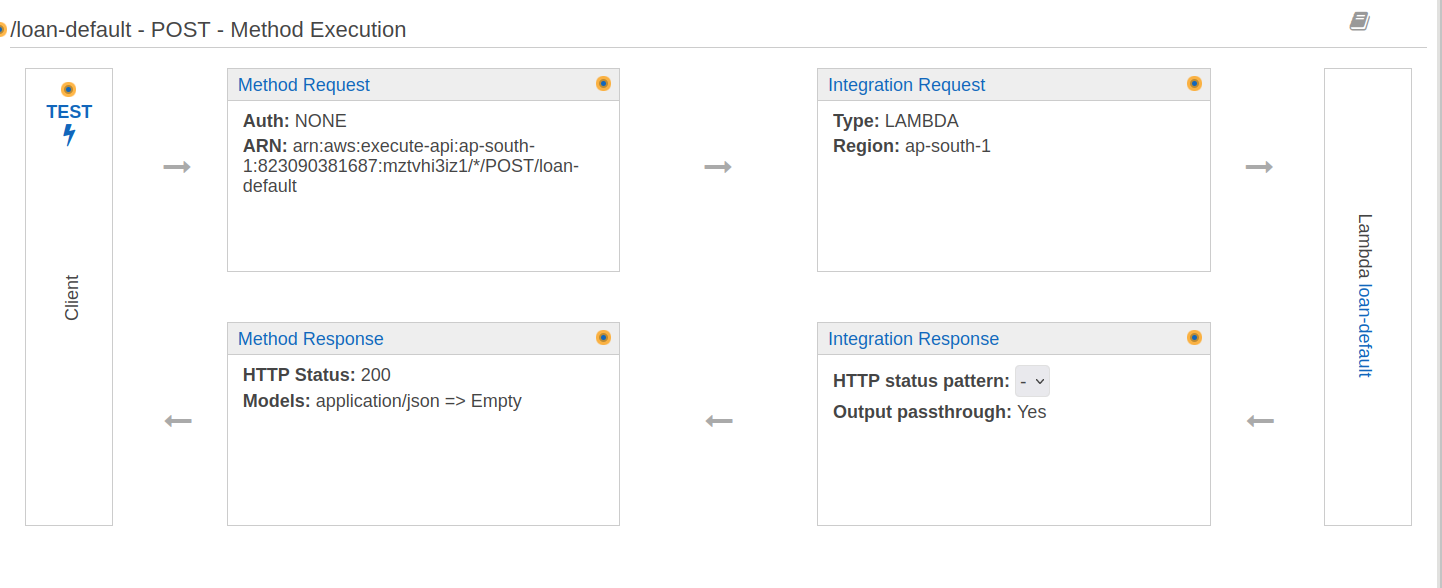 /loan-default - POST - Method Execution
TEST
Client
Method Request
Auth: NONE
ARN: arn:aws:execute-api:ap-south-
1:823090381687:mztvhi3iz1/*/POST/loan-
default
Integration Request
Type: LAMBDA
Region: ap-south-1
Lambda loan-default
Method Response
HTTP Status: 200
Models: application/json => Empty
Integration Response
HTTP status pattern: -
Output passthrough: Yes